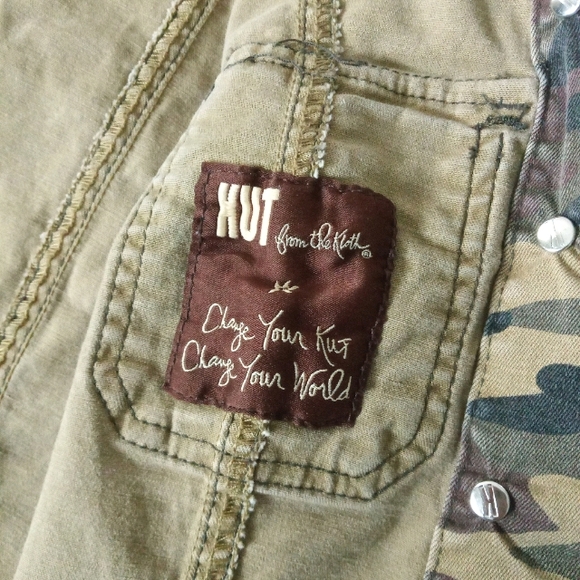 KUT from the Kloth®
Change Your KUT
Change Your World
K